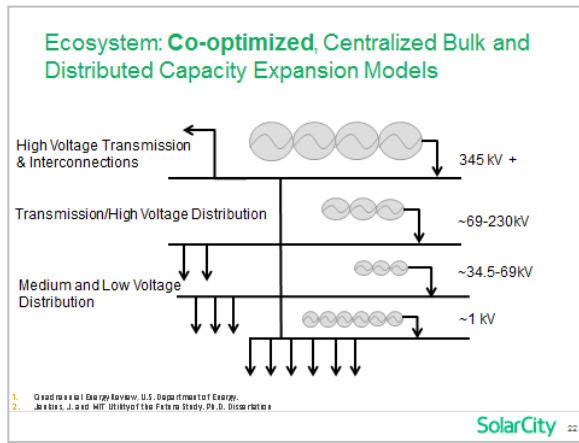 Ecosystem: Co-optimized, Centralized Bulk and
Distributed Capacity Expansion Models
High Voltage Transmission
& Interconnections
345 kV +
Transmission/High Voltage Distribution
~69-230kV
~34.5-69kV
Medium and Low Voltage
Distribution
~1 kV
1. Quadrennial Energy Review, U.S. Department of Energy.
2. Jenkins, J. and MIT Utility of the Future Study. Ph.D. Dissertation
SolarCity 22